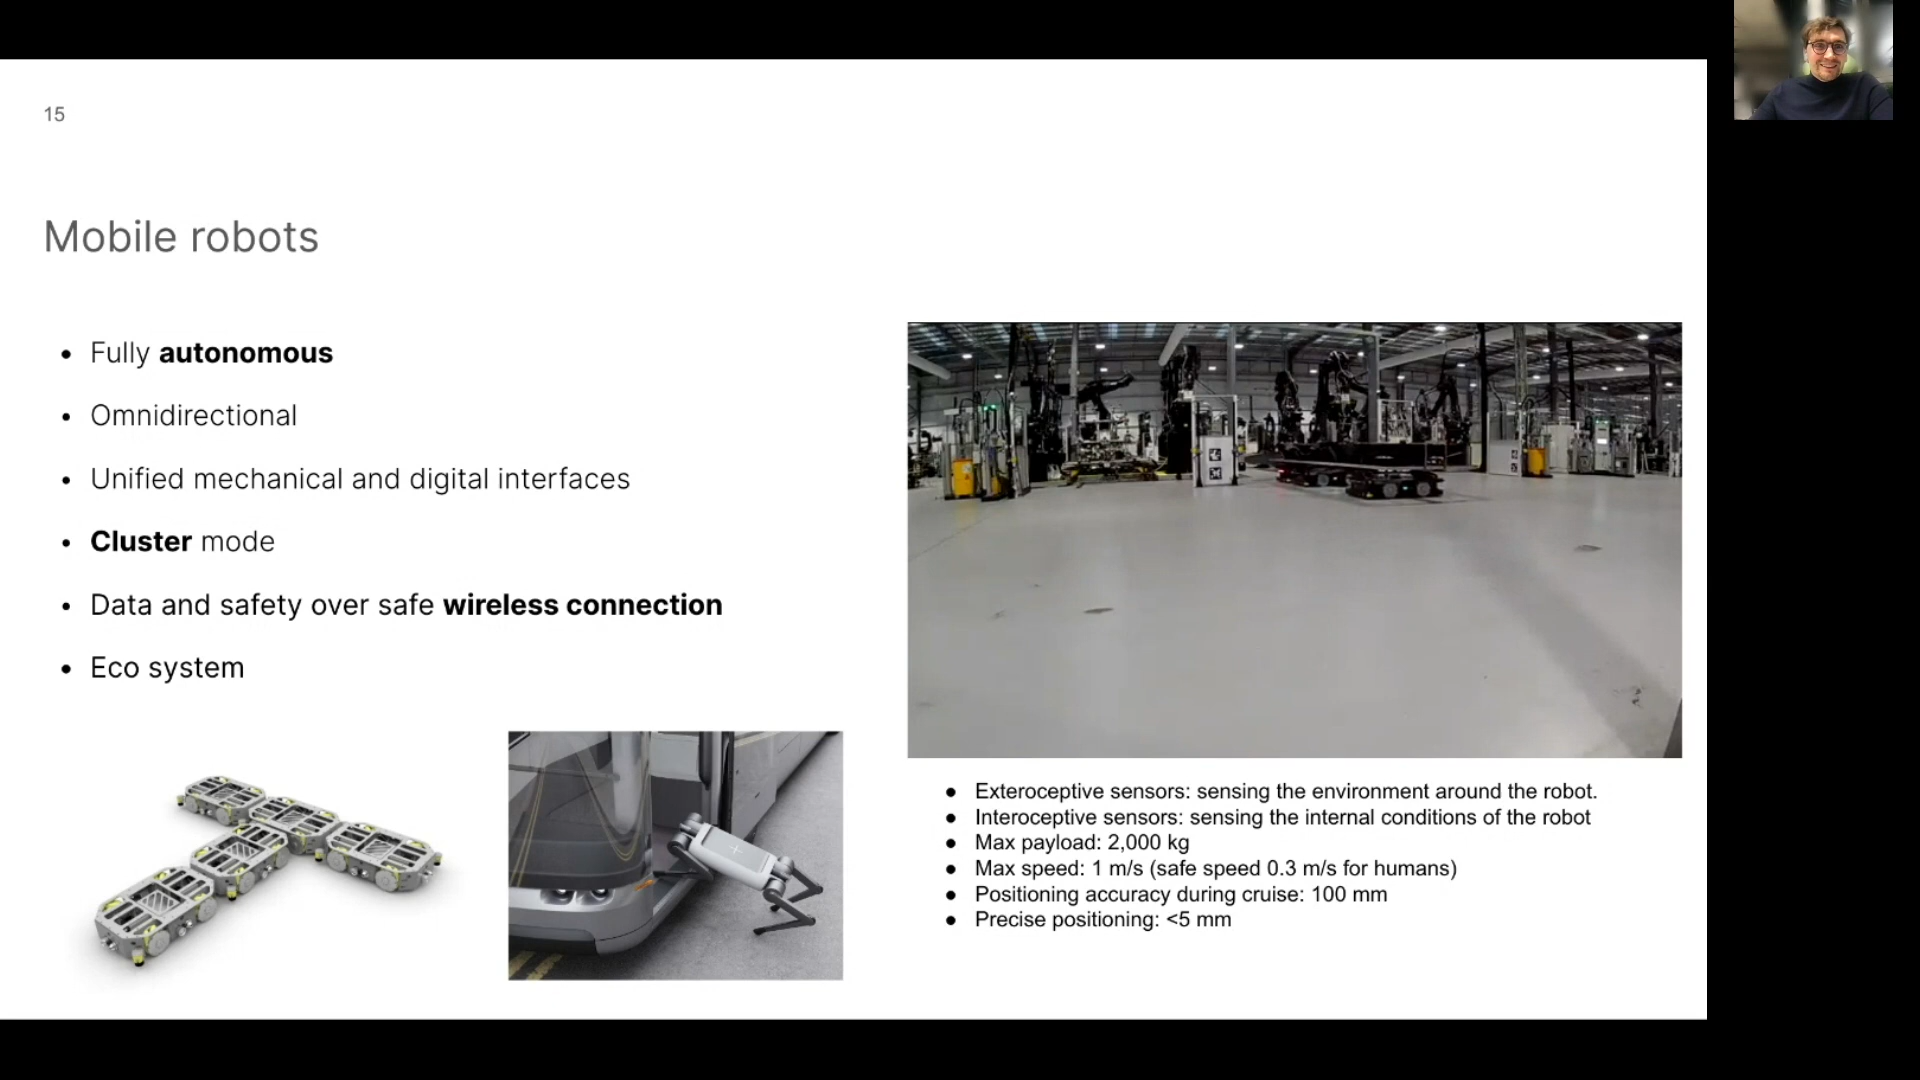 15
Mobile robots
Fully autonomous
Omnidirectional
Unified mechanical and digital interfaces
Cluster mode
Data and safety over safe wireless connection
Eco system
Exteroceptive sensors: sensing the environment around the robot.
Interoceptive sensors: sensing the internal conditions of the robot
Max payload: 2,000 kg
Max speed: 1 m/s (safe speed 0.3 m/s for humans)
Positioning accuracy during cruise: 100 mm
Precise positioning: <5 mm